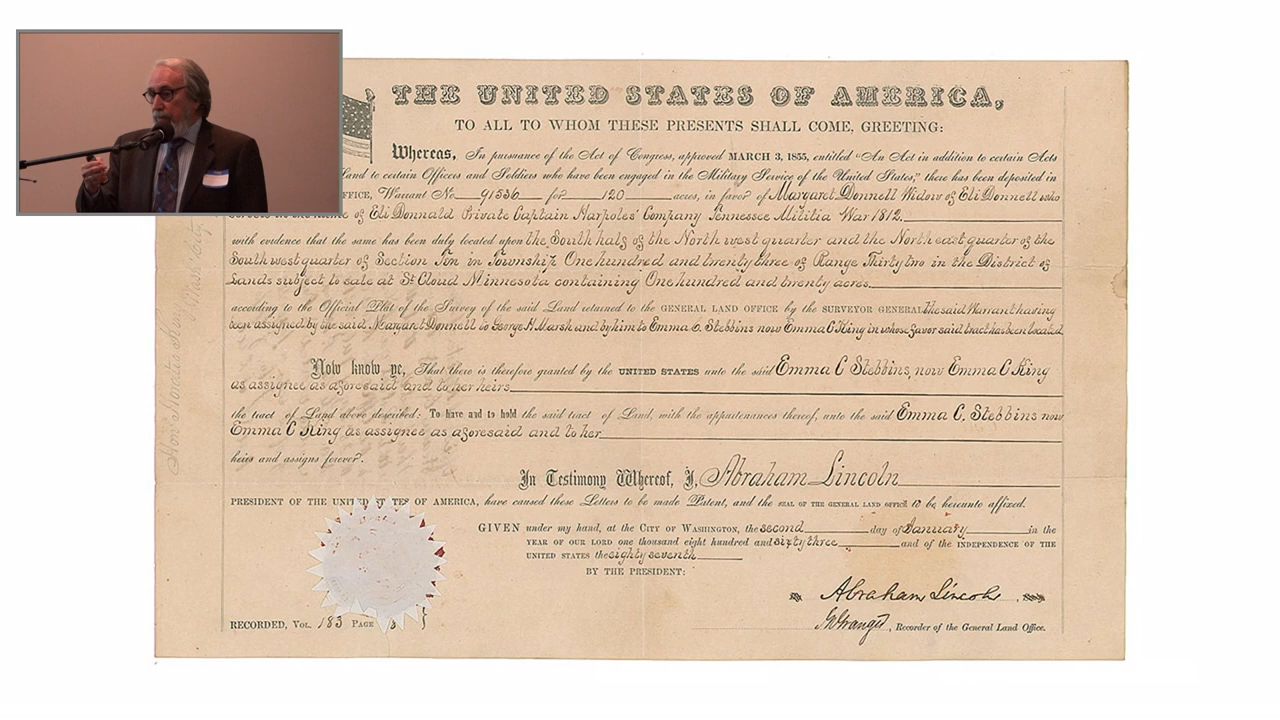 THE UNITED STATES OF AMERICA,
TO ALL TO WHOM THESE PRESENTS SHALL COME, GREETING:
Whereas, In pursuance of the Act of Congress, approved MARCH 3, 1855, entitled "An Act in addition to certain Acts
Land to certain Officers and Soldiers who have been engaged in the Military Service of the United States," there has been deposited in
OFFICE, Warrant No 91536 for 120 acres, in favor of Margaret Donnell Widow of Eli Donnell who
of Eli Donnald Private Captain Harpoles' Company Tennessee Militia War 1812.
with evidence that the same has been duly located upon the South half of the North west quarter and the North east quarter of the
South west quarter of Section Ten in Township One hundred and twenty three of Range Thirty two in the District of
Lands subject to sale at St Cloud Minnesota containing One hundred and twenty acres
according to the Official Plat of the Survey of the said Land returned to the GENERAL LAND OFFICE by the SURVEYOR GENERAL the said Warrant having
been assigned by the said Margaret Donnell to George H Marsh and by him to Emma C. Stebbins now Emma C King in whose favor said tract has been located
Now know ye, That there is therefore granted by the UNITED STATES unto the said Emma C Stebbins, now Emma C King
as assignee as aforesaid and to her heirs
the tract of Land above described: To have and to hold the said tract of Land, with the appurtenances thereof, unto the said Emma C. Stebbins now
Emma C King as assignee as aforesaid and to her
heirs and assigns forever.
In Testimony Whereof, I, Abraham Lincoln
PRESIDENT OF THE UNITED STATES OF AMERICA, have caused these Letters to be made Patent, and the SEAL OF THE GENERAL LAND OFFICE to be hereunto affixed.
GIVEN under my hand, at the CITY OF WASHINGTON, the second day of January in the
YEAR OF OUR LORD one thousand eight hundred and sixty three and of the INDEPENDENCE OF THE
UNITED STATES the eighty seventh
BY THE PRESIDENT:
Abraham Lincoln
RECORDED, VOL. 183 PAGE
Recorder of the General Land Office.